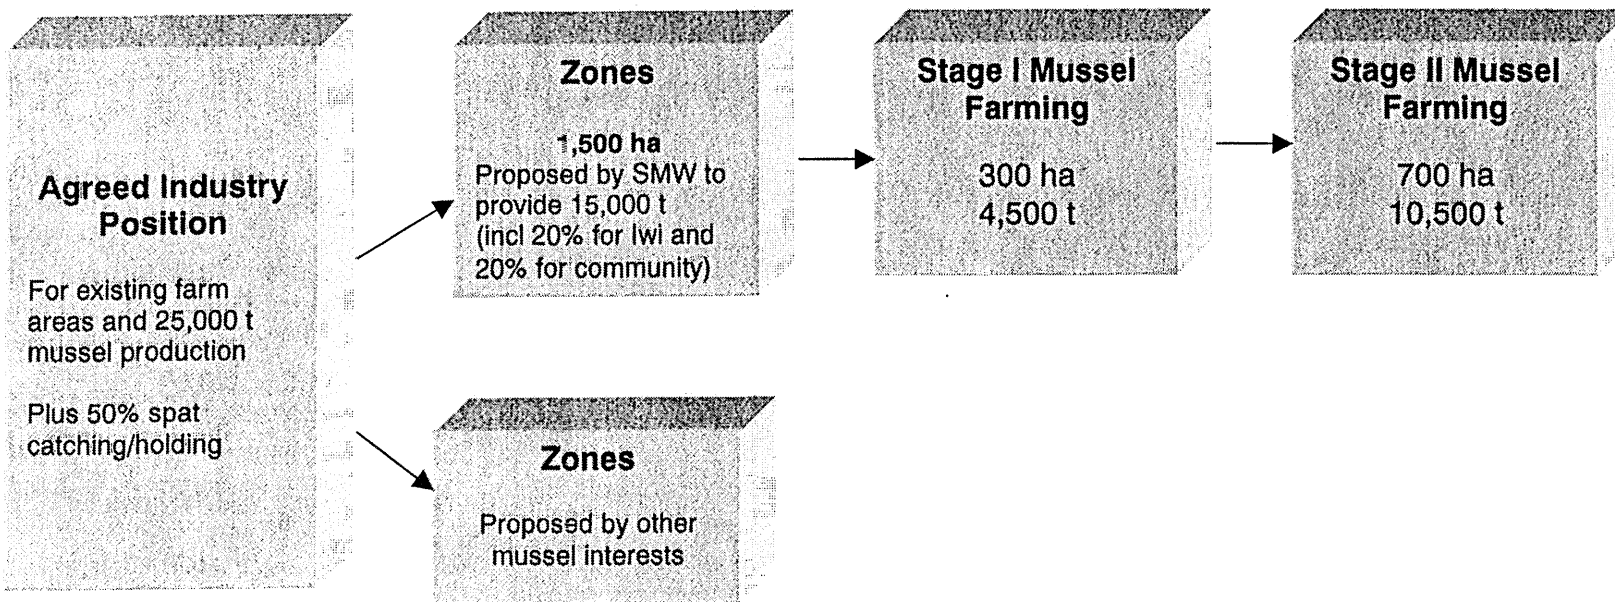 Agreed Industry
Position
For existing farm
areas and 25,000 t
mussel production
Plus 50% spat
catching/holding
Zones
1,500 ha
Proposed by SMW to
provide 15,000 t
(incl 20% for Iwi and
20% for community)
Zones
Proposed by other
mussel interests
Stage I Mussel
Farming
300 ha
4,500 t
Stage II Mussel
Farming
700 ha
10,500 t